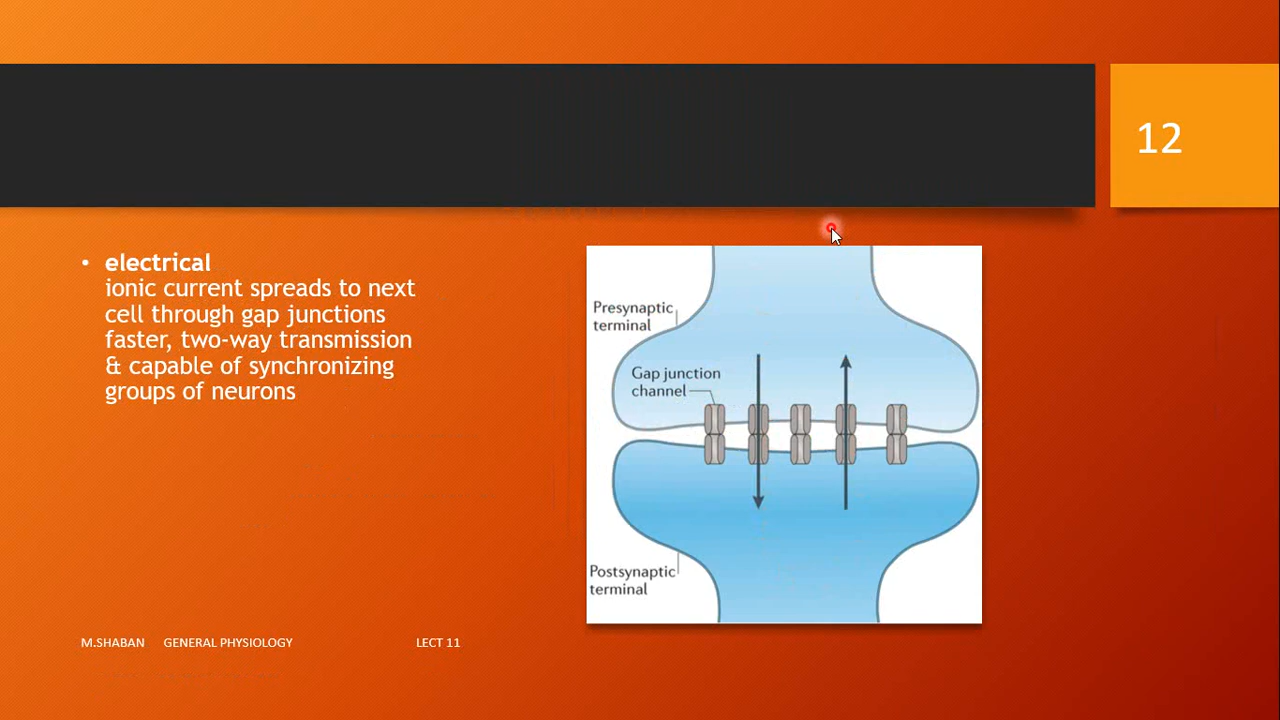 12
• electrical
ionic current spreads to next
cell through gap junctions
faster, two-way transmission
& capable of synchronizing
groups of neurons
Presynaptic
terminal
Gap junction
channel
Postsynaptic
terminal
M.SHABAN GENERAL PHYSIOLOGY LECT 11